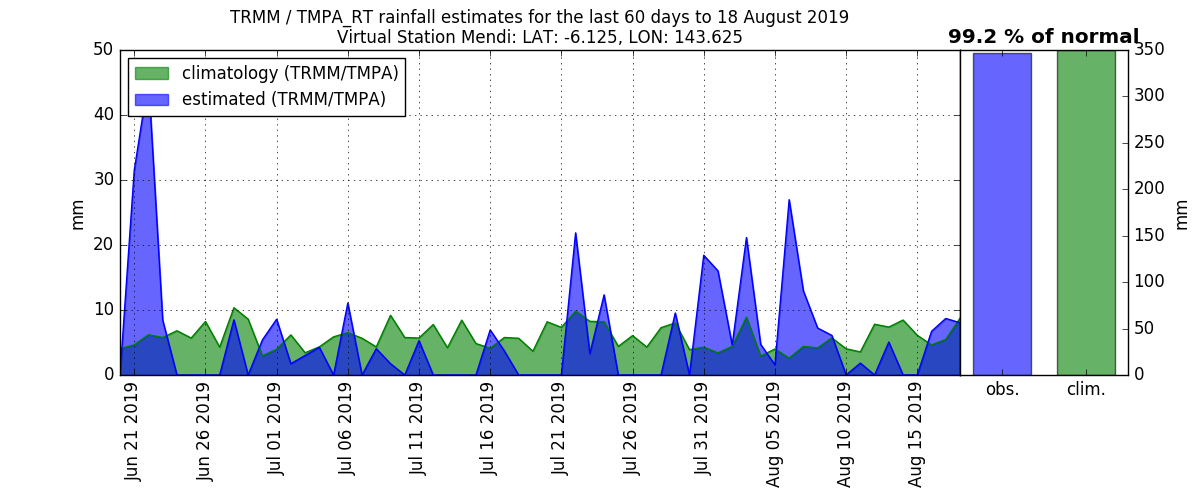 TRMM / TMPA_RT rainfall estimates for the last 60 days to 18 August 2019
Virtual Station Mendi: LAT: -6.125, LON: 143.625
99.2 % of normal
climatology (TRMM/TMPA)
estimated (TRMM/TMPA)
50
40
30
20
10
0
mm
350
300
250
200
150
100
50
0
mm
Jun 21 2019
Jun 26 2019
Jul 01 2019
Jul 06 2019
Jul 11 2019
Jul 16 2019
Jul 21 2019
Jul 26 2019
Jul 31 2019
Aug 05 2019
Aug 10 2019
Aug 15 2019
obs.
clim.